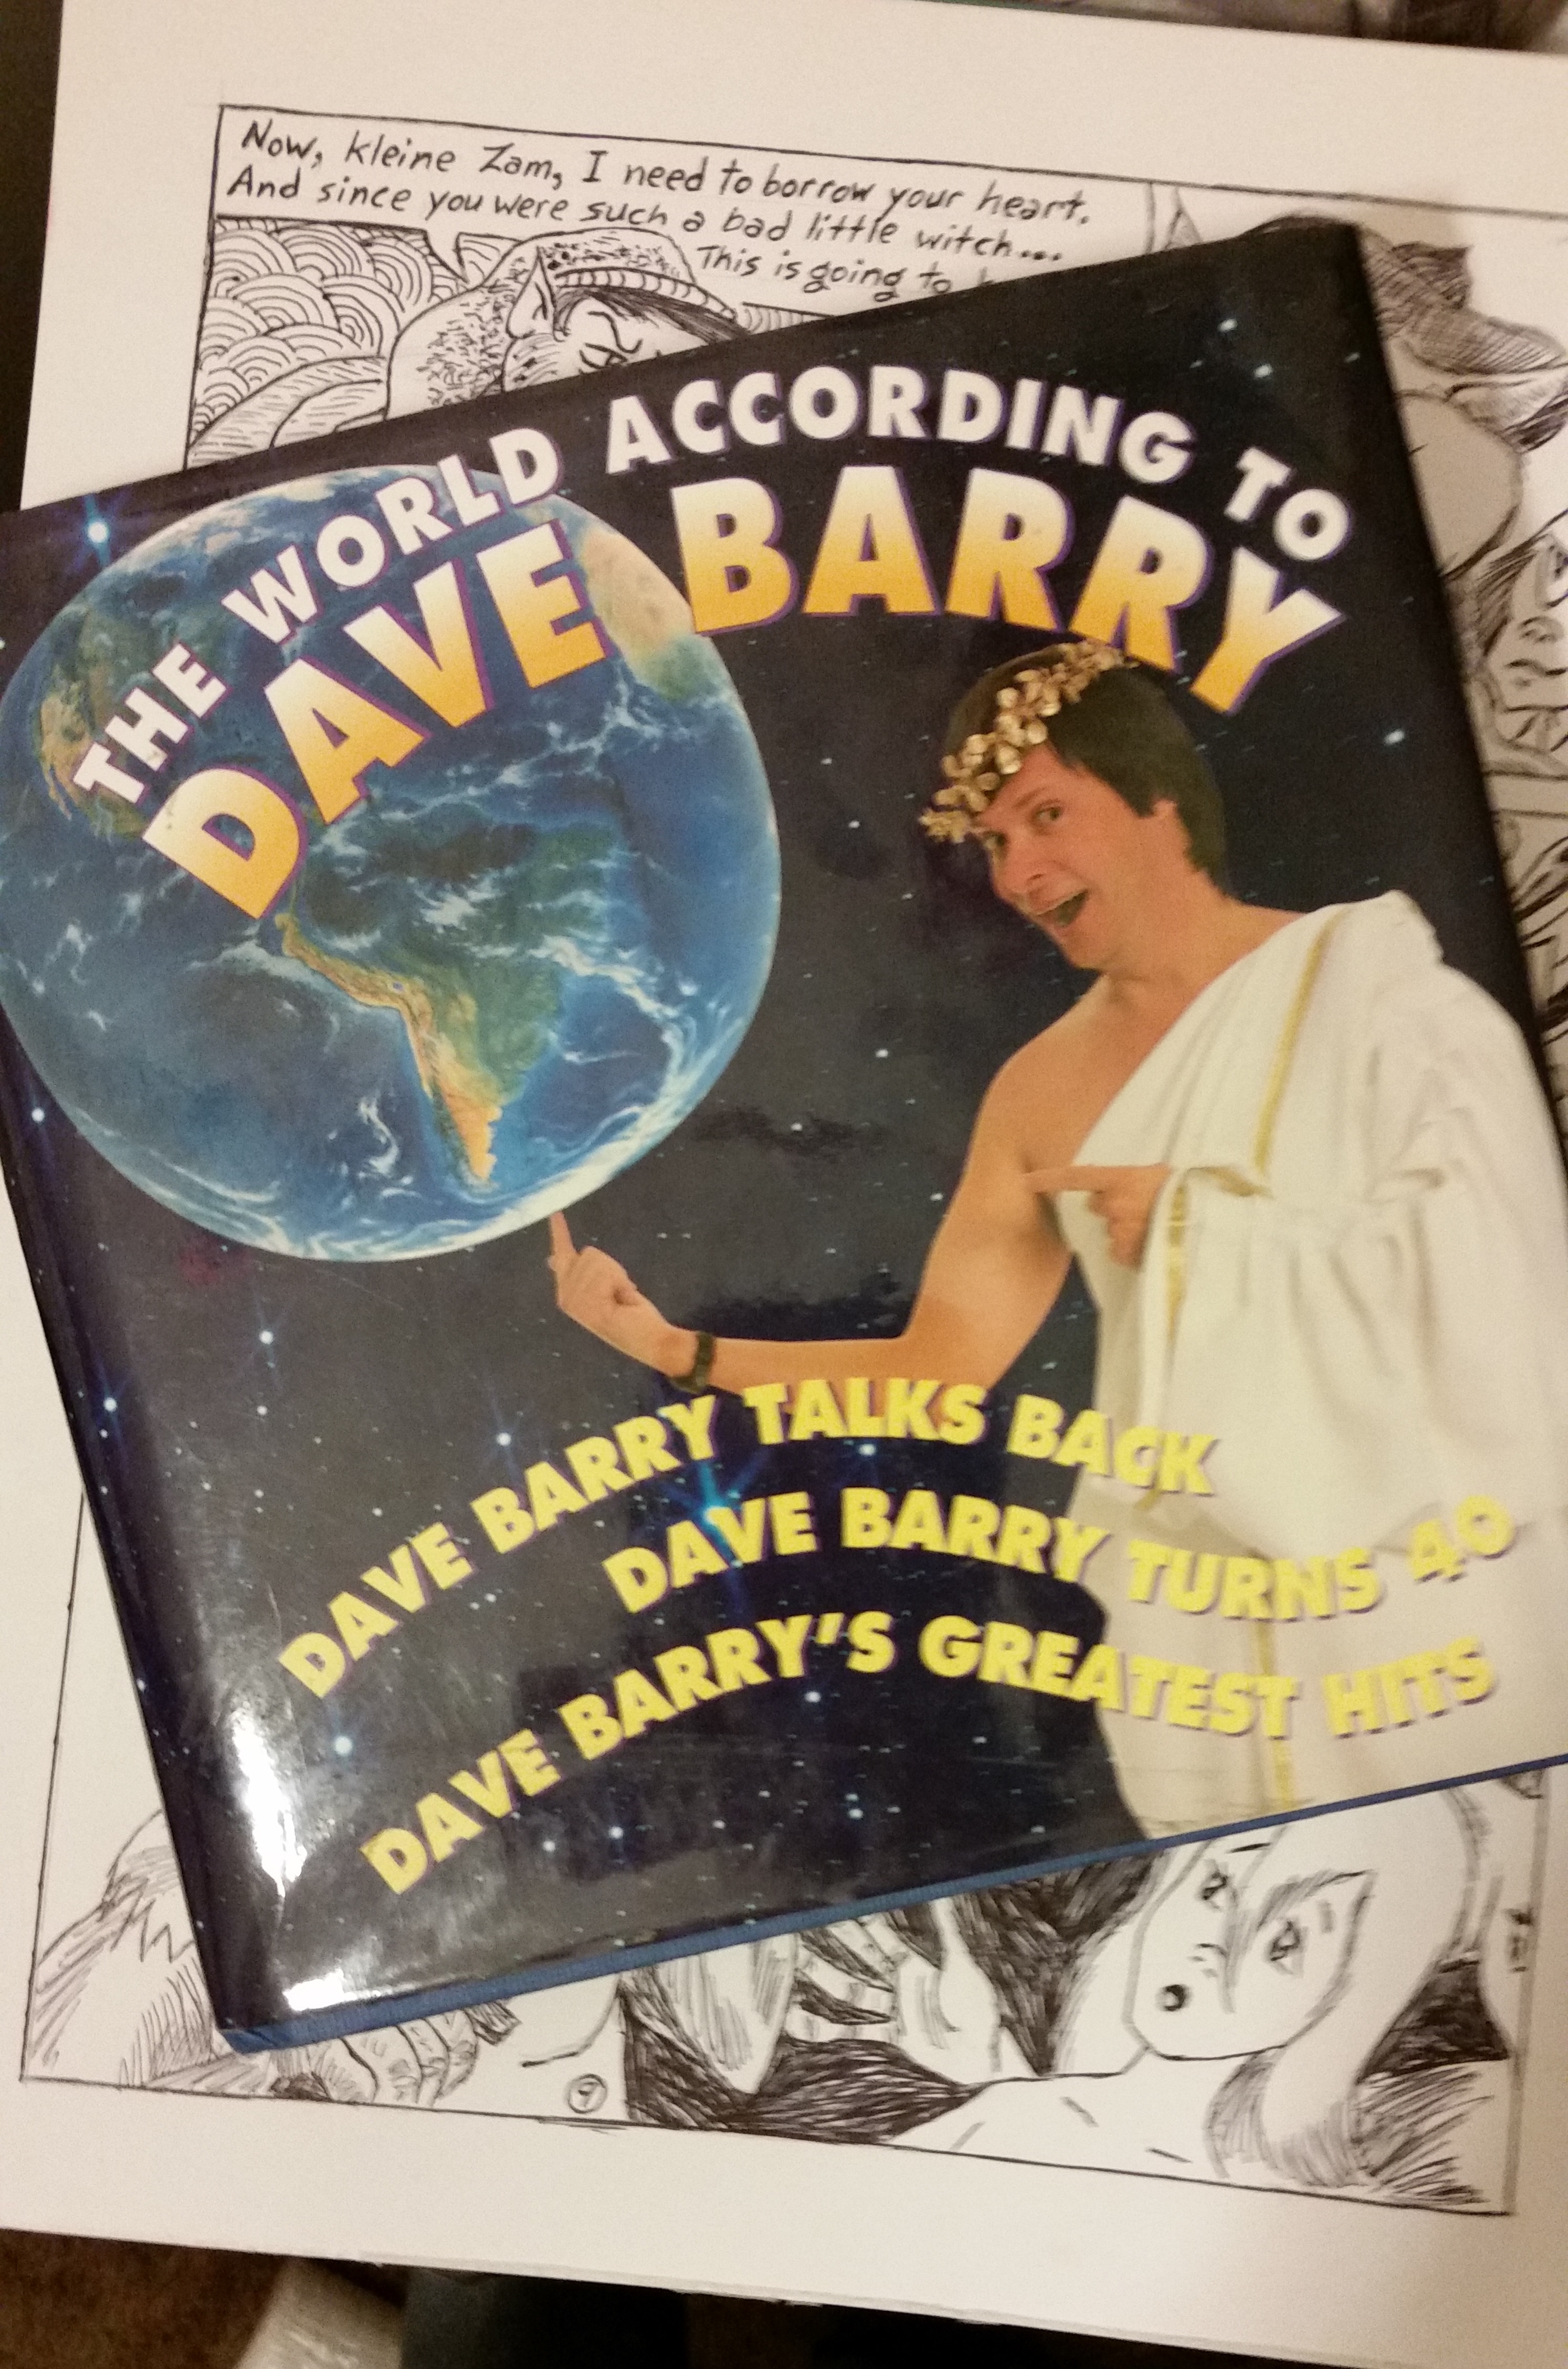 Now, kleine Zam, I need to borrow your heart.
And since you were such a bad little witch...
This is going to
THE WORLD ACCORDING TO
DAVE BARRY
DAVE BARRY TALKS BACK
DAVE BARRY TURNS 40
DAVE BARRY'S GREATEST HITS
9